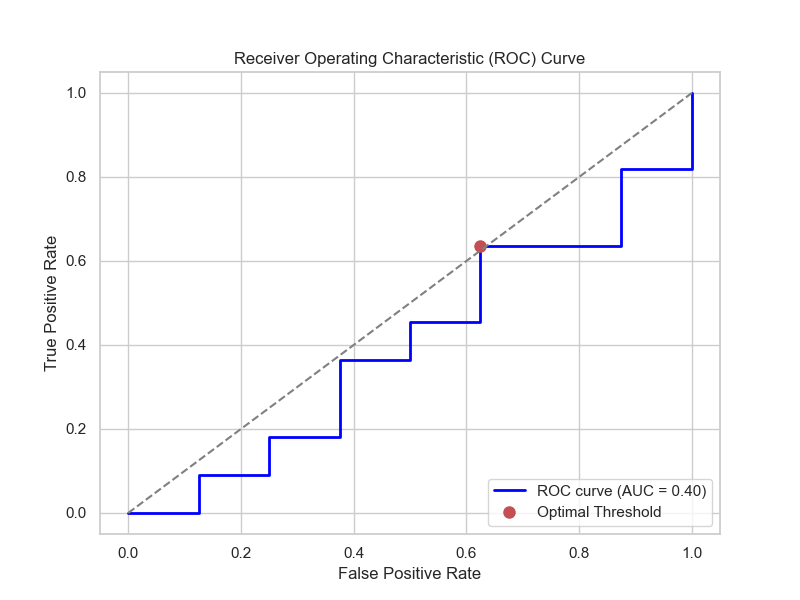 Receiver Operating Characteristic (ROC) Curve
1.0
0.8
0.6
0.4
0.2
0.0
True Positive Rate
0.0 0.2 0.4 0.6 0.8 1.0
False Positive Rate
ROC curve (AUC = 0.40)
Optimal Threshold